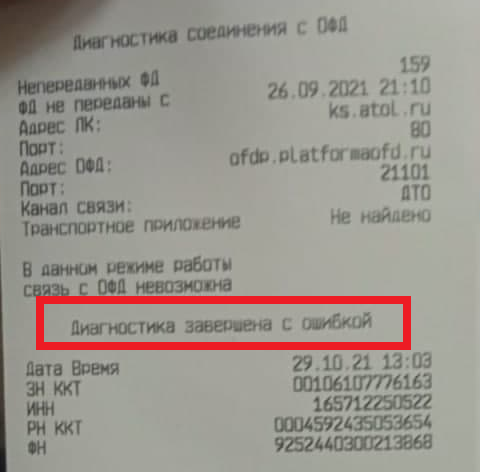 Диагностика соединения с ОФД
Непереданных ФД 159
ФД не переданы с 26.09.2021 21:10
Адрес ЛК: ks.atol.ru
Порт: 80
Адрес ОФД: ofdp.platformaofd.ru
Порт: 21101
Канал связи: ДТО
Транспортное приложение Не найдено
В данном режиме работы
связь с ОФД невозможна
Диагностика завершена с ошибкой
Дата Время 29.10.21 13:03
ЗН ККТ 00106107776163
ИНН 165712250522
РН ККТ 0004592435053654
ФН 9252440300213868